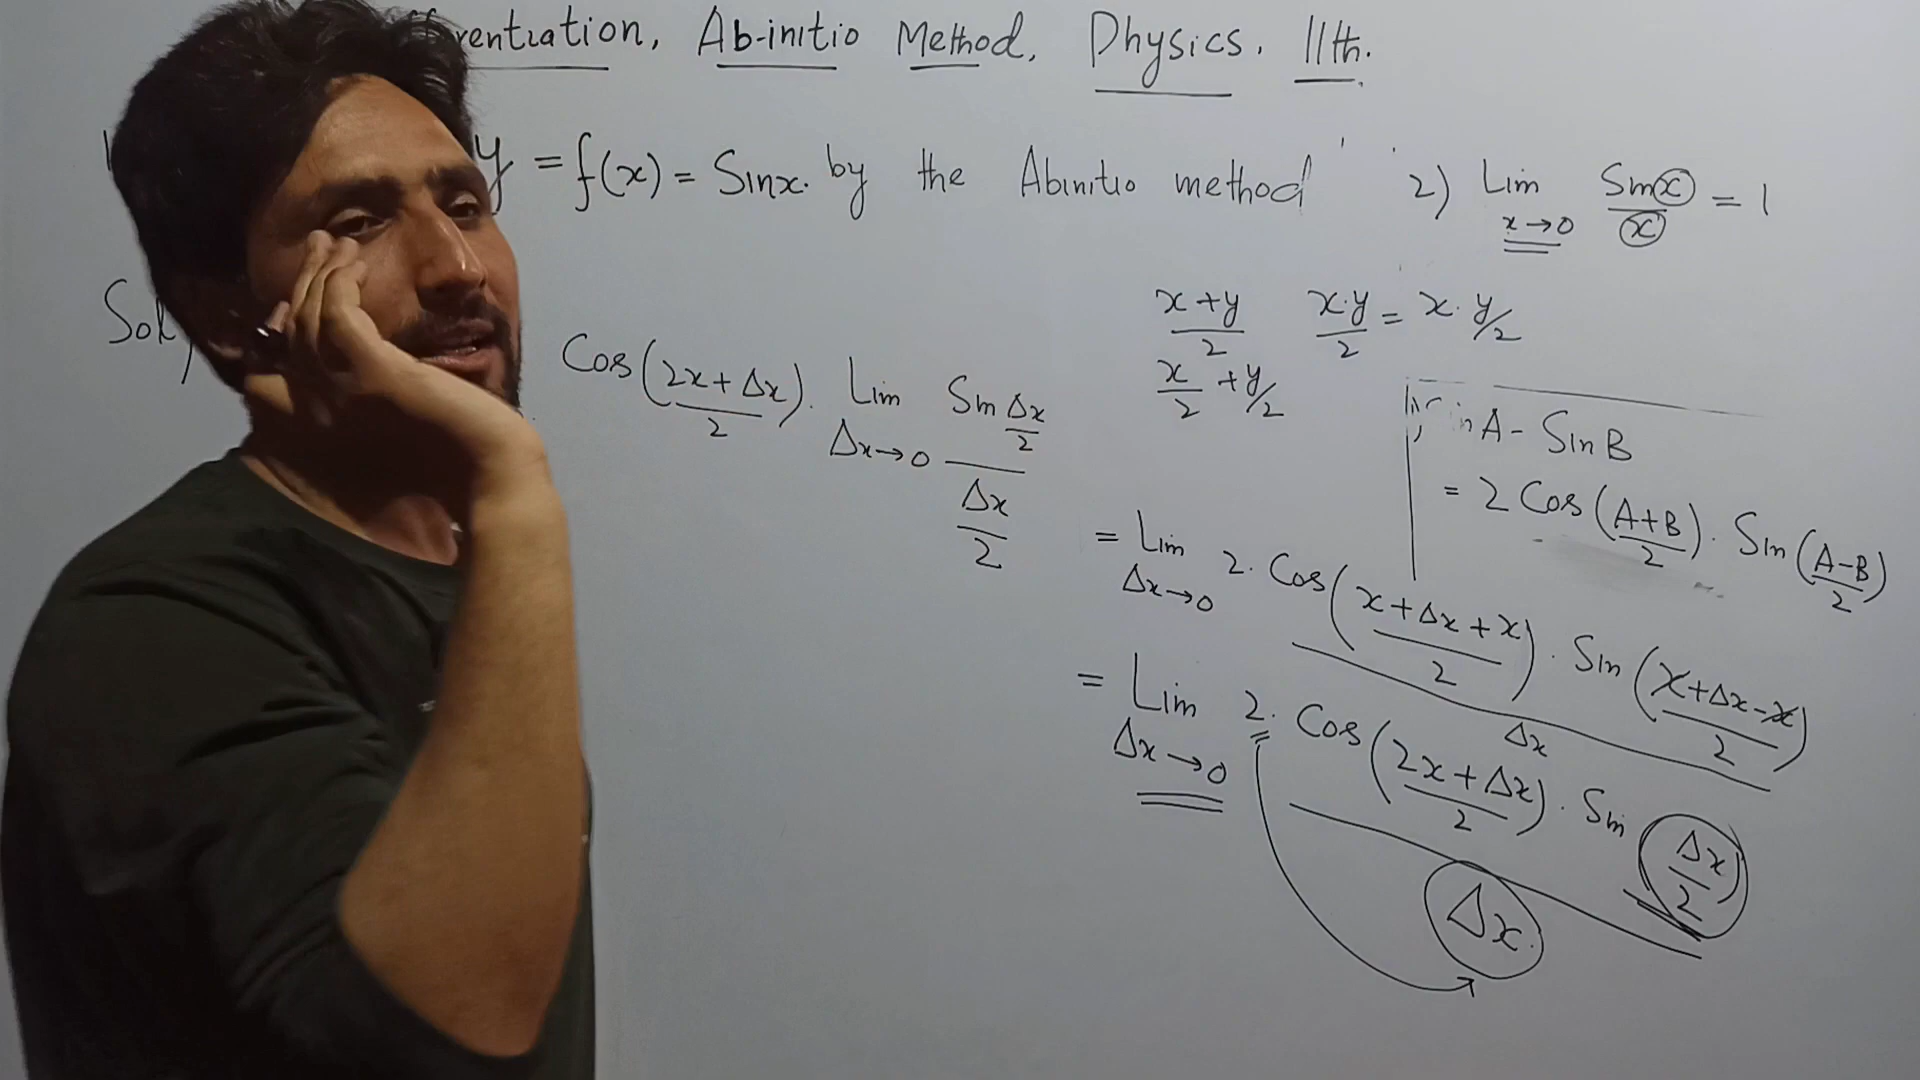 fferentiation, Ab-initio Method, Physics. 11th.
y = f(x) = Sinx. by the Abinitio method
2) Lim x→0 Sin x / x = 1
Sol
Cos (2x + Δx / 2) . Lim Δx→0 Sin Δx/2 / Δx/2
x + y / 2   x·y / 2 = x · y/2
x/2 + y/2
A - Sin B
= 2 Cos (A+B / 2) . Sin (A-B / 2)
= Lim Δx→0 2. Cos (x + Δx + x / 2) . Sin (x + Δx - x / 2) / Δx
= Lim Δx→0 2. Cos (2x + Δx / 2) . Sin (Δx / 2) / Δx.